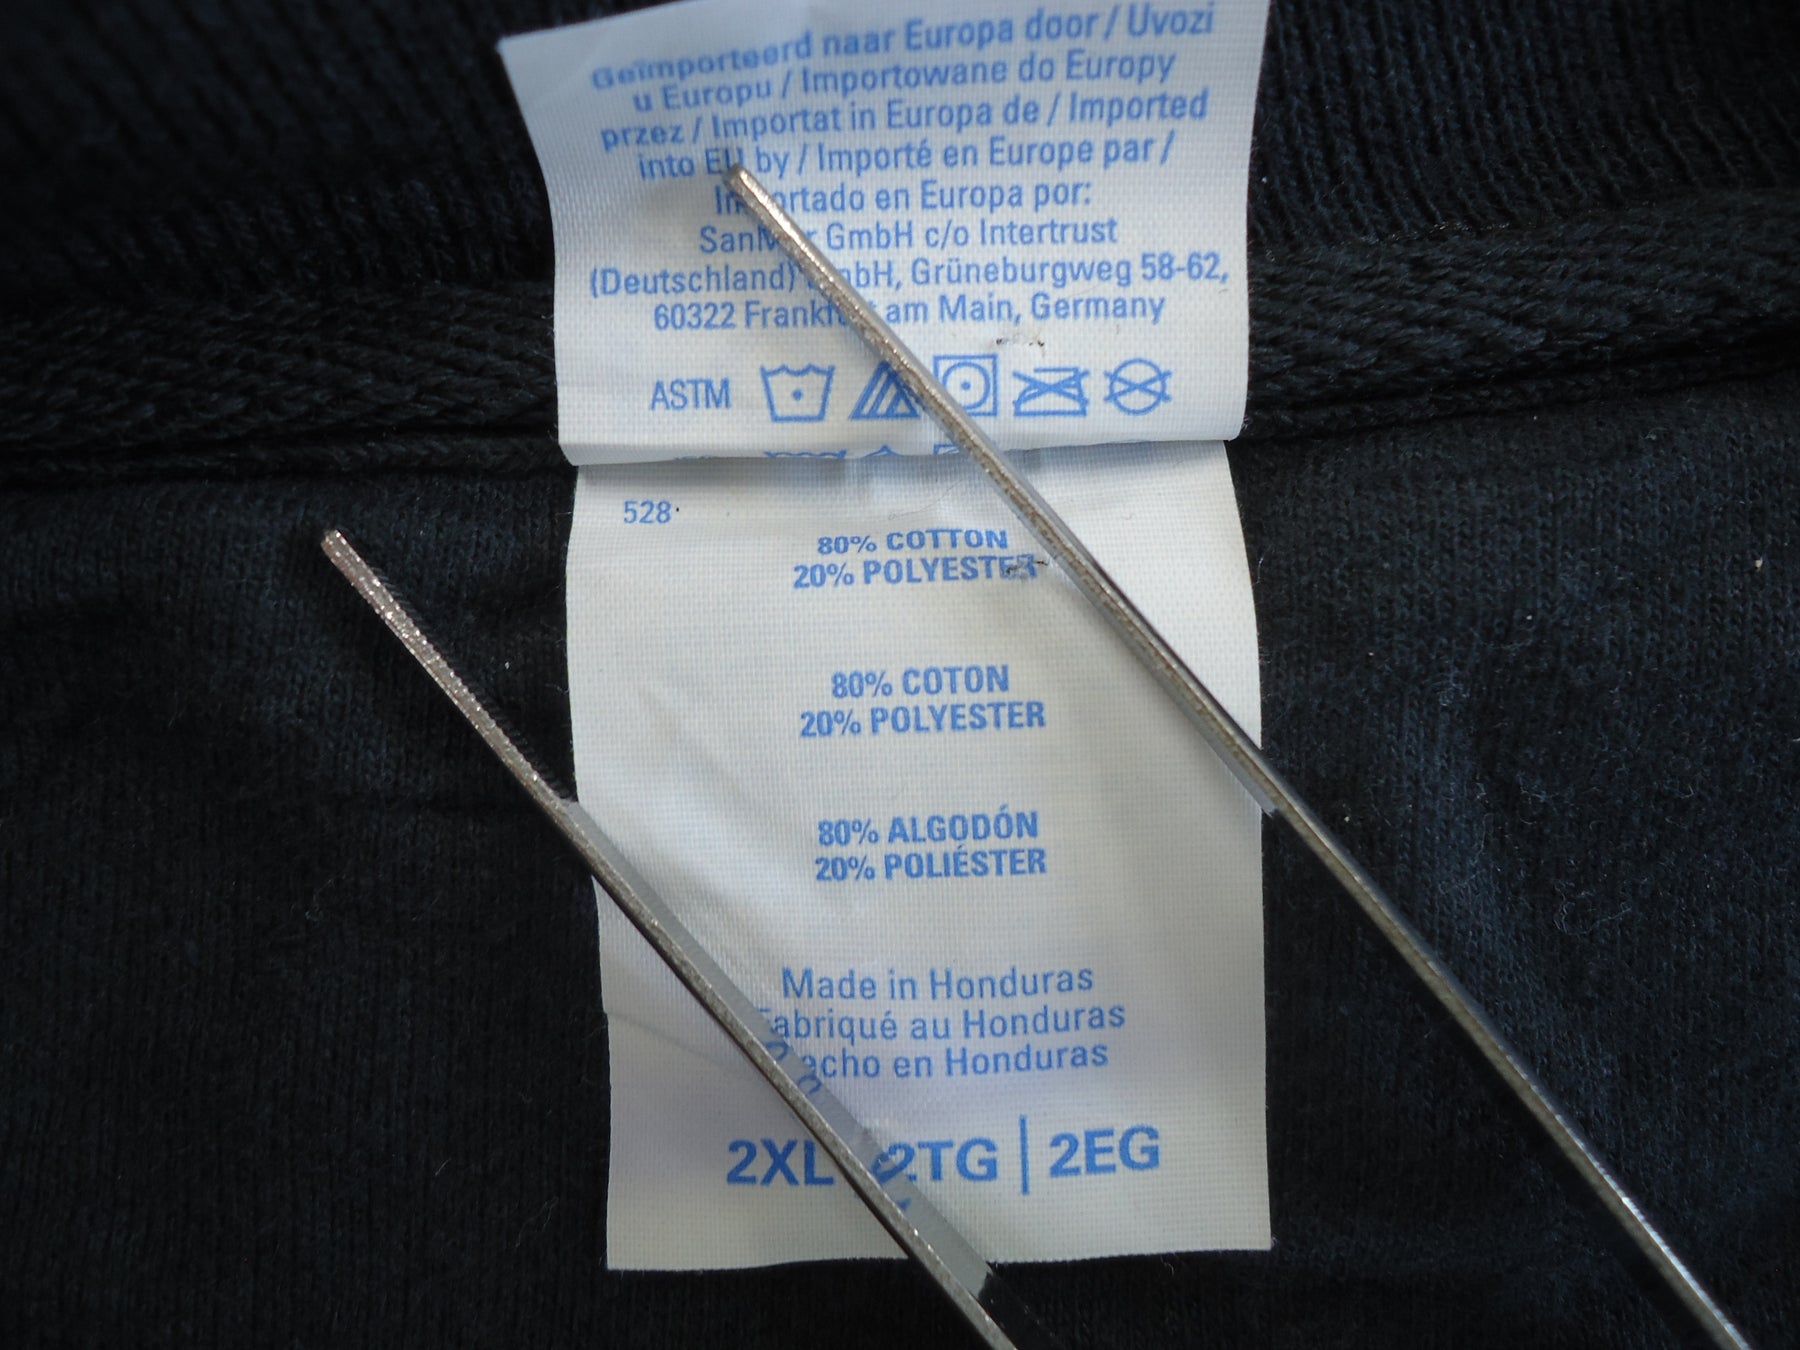 Geïmporteerd naar Europa door / Uvozi
u Europu / Importowane do Europy
przez / Importat in Europa de / Imported
into EU by / Importé en Europe par /
Importado en Europa por:
SanMar GmbH c/o Intertrust
(Deutschland) GmbH, Grüneburgweg 58-62,
60322 Frankfurt am Main, Germany
ASTM
528
80% COTTON
20% POLYESTER
80% COTON
20% POLYESTER
80% ALGODÓN
20% POLIÉSTER
Made in Honduras
Fabriqué au Honduras
Hecho en Honduras
2XL 2TG | 2EG